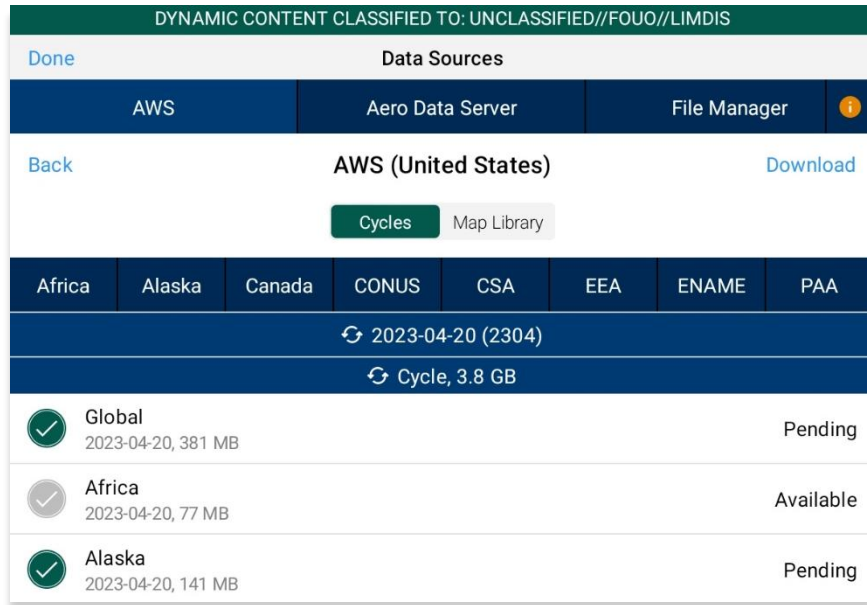 DYNAMIC CONTENT CLASSIFIED TO: UNCLASSIFIED//FOUO//LIMDIS
Done Data Sources
AWS Aero Data Server File Manager i
Back AWS (United States) Download
Cycles Map Library
Africa Alaska Canada CONUS CSA EEA ENAME PAA
2023-04-20 (2304)
Cycle, 3.8 GB
Global
2023-04-20, 381 MB
Pending
Africa
2023-04-20, 77 MB
Available
Alaska
2023-04-20, 141 MB
Pending